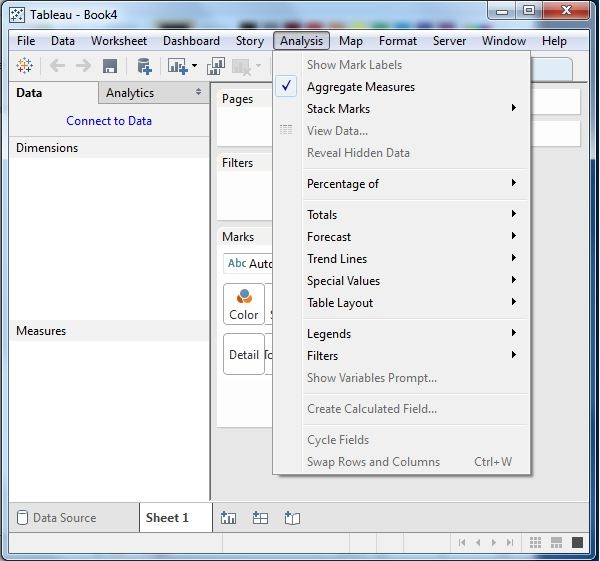 Tableau - Book4
File Data Worksheet Dashboard Story Analysis Map Format Server Window Help
Data Analytics
Connect to Data
Dimensions
Measures
Pages
Filters
Marks
Abc
Color
Detail
Show Mark Labels
Aggregate Measures
Stack Marks
View Data...
Reveal Hidden Data
Percentage of
Totals
Forecast
Trend Lines
Special Values
Table Layout
Legends
Filters
Show Variables Prompt...
Create Calculated Field...
Cycle Fields
Swap Rows and Columns Ctrl+W
Data Source Sheet 1